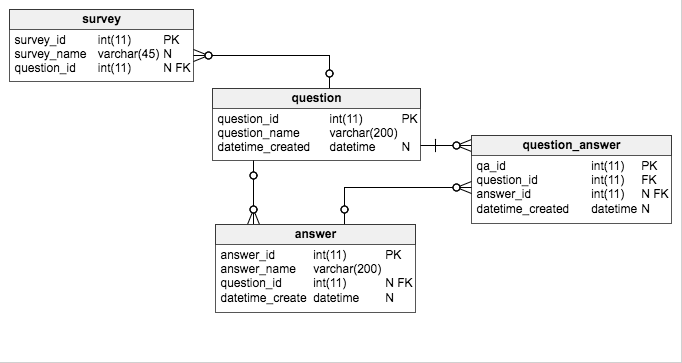 survey
survey_id int(11) PK
survey_name varchar(45) N
question_id int(11) N FK
question
question_id int(11) PK
question_name varchar(200)
datetime_created datetime N
question_answer
qa_id int(11) PK
question_id int(11) FK
answer_id int(11) N FK
datetime_created datetime N
answer
answer_id int(11) PK
answer_name varchar(200)
question_id int(11) N FK
datetime_create datetime N